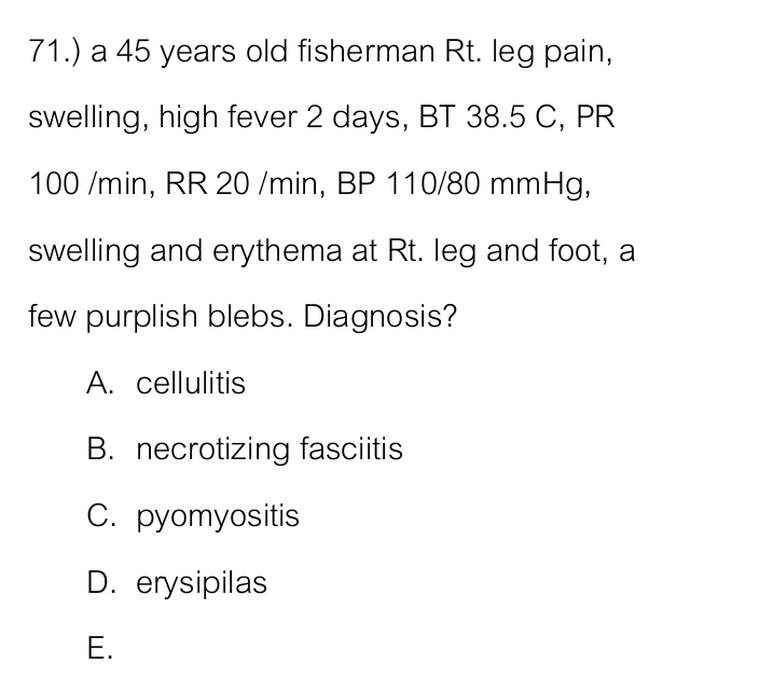 71.) a 45 years old fisherman Rt. leg pain,
swelling, high fever 2 days, BT 38.5 C, PR
100 /min, RR 20 /min, BP 110/80 mmHg,
swelling and erythema at Rt. leg and foot, a
few purplish blebs. Diagnosis?
A. cellulitis
B. necrotizing fasciitis
C. pyomyositis
D. erysipilas
E.